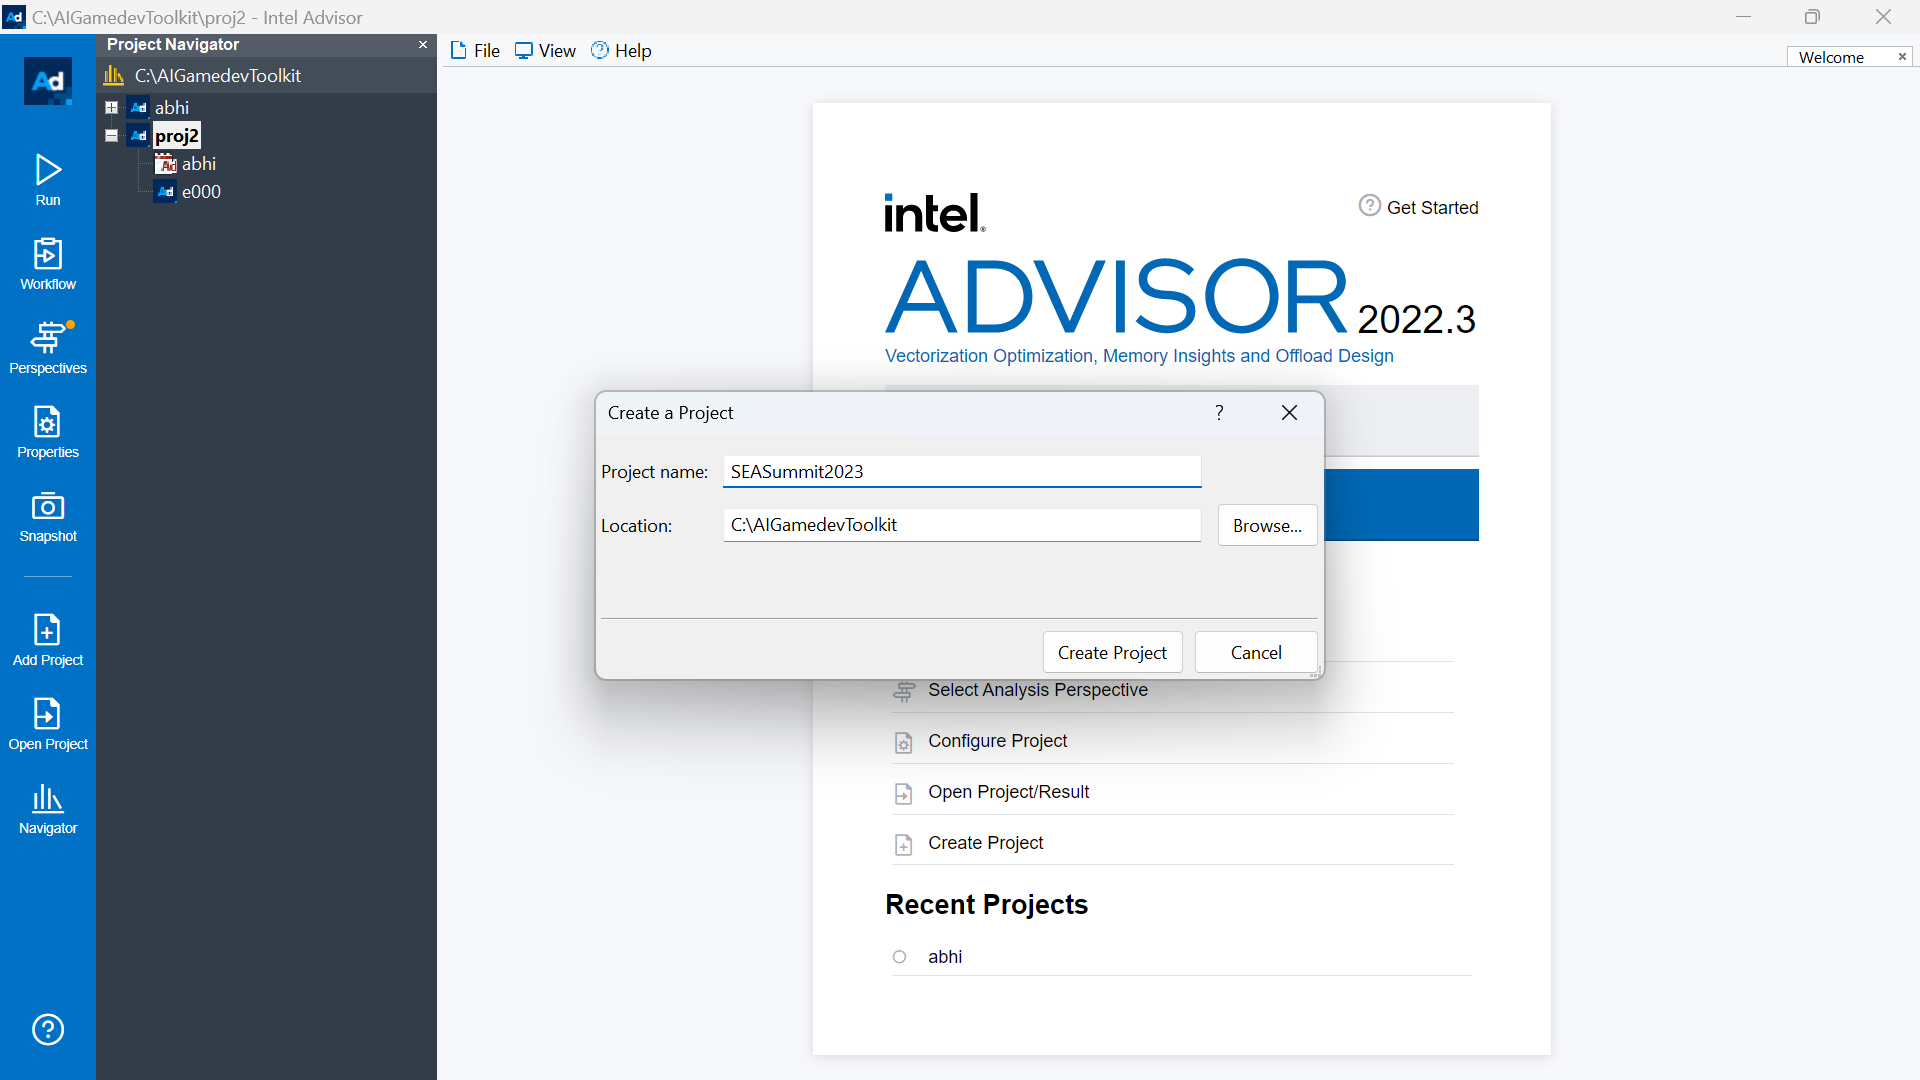 C:\AIGamedevToolkit\proj2 - Intel Advisor
Project Navigator
C:\AIGamedevToolkit
abhi
proj2
abhi
e000
Run
Workflow
Perspectives
Properties
Snapshot
Add Project
Open Project
Navigator
File View Help
Welcome
intel.
Get Started
ADVISOR 2022.3
Vectorization Optimization, Memory Insights and Offload Design
Create a Project
Project name: SEASummit2023
Location: C:\AIGamedevToolkit Browse...
Create Project Cancel
Select Analysis Perspective
Configure Project
Open Project/Result
Create Project
Recent Projects
abhi